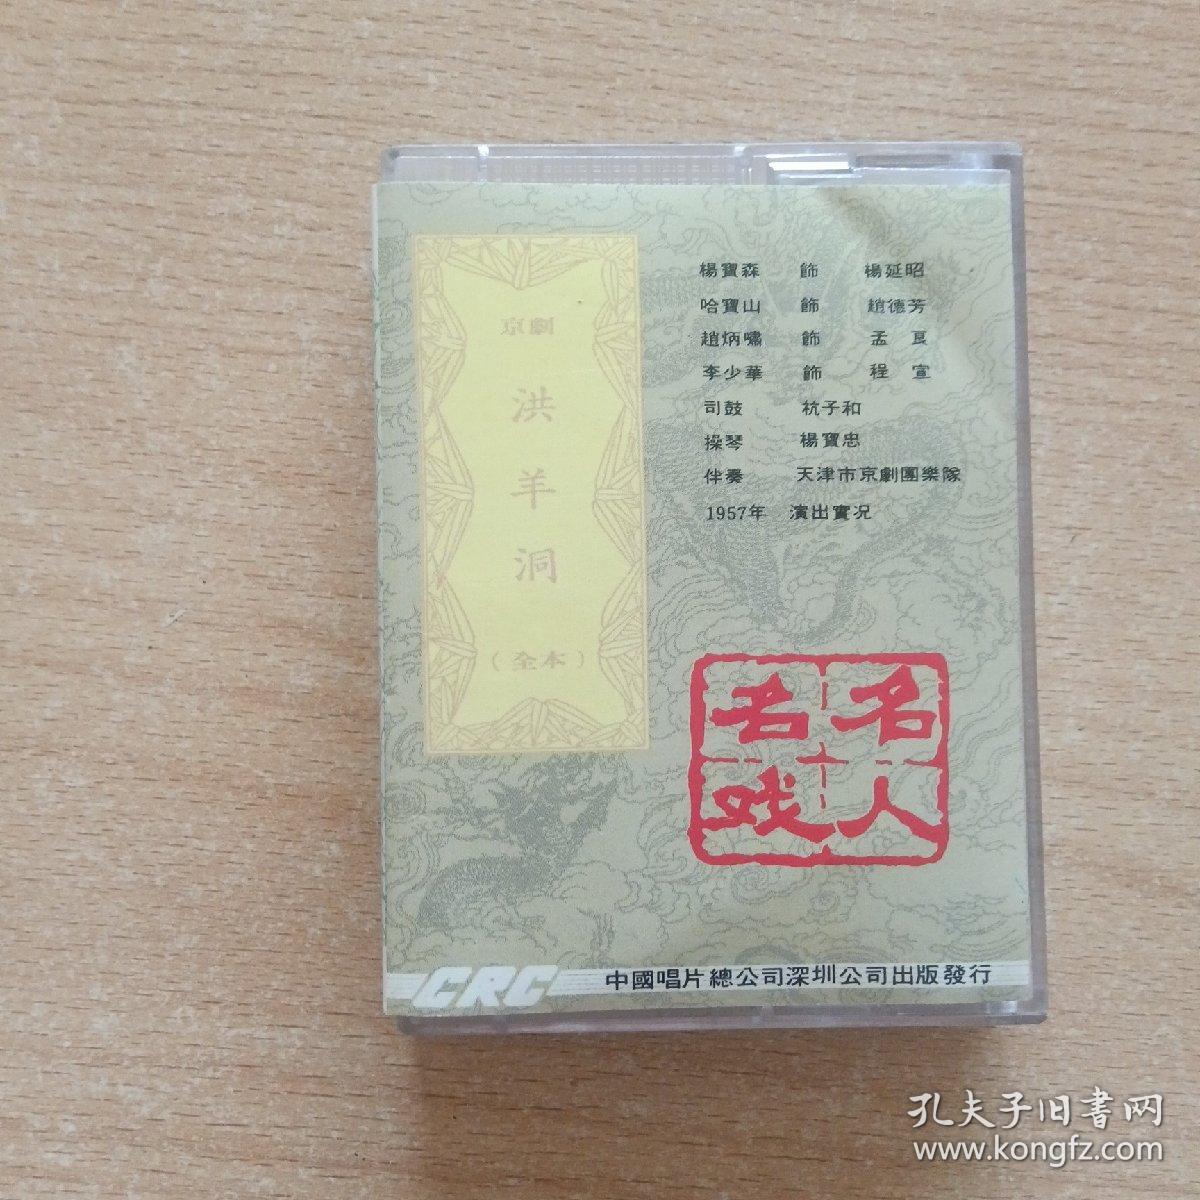 京劇
洪羊洞
（全本）
楊寶森 飾 楊延昭
哈寶山 飾 趙德芳
趙炳嘯 飾 孟良
李少華 飾 程宣
司鼓 杭子和
操琴 楊寶忠
伴奏 天津市京劇團樂隊
1957年 演出實况
名人
名戏
CRC 中國唱片總公司深圳公司出版發行
孔夫子旧書网
www.kongfz.com